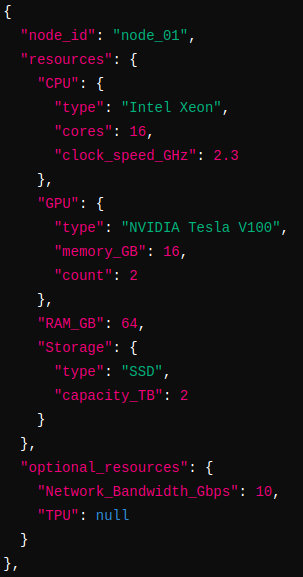 {
  "node_id": "node_01",
  "resources": {
    "CPU": {
      "type": "Intel Xeon",
      "cores": 16,
      "clock_speed_GHz": 2.3
    },
    "GPU": {
      "type": "NVIDIA Tesla V100",
      "memory_GB": 16,
      "count": 2
    },
    "RAM_GB": 64,
    "Storage": {
      "type": "SSD",
      "capacity_TB": 2
    }
  },
  "optional_resources": {
    "Network_Bandwidth_Gbps": 10,
    "TPU": null
  }
},